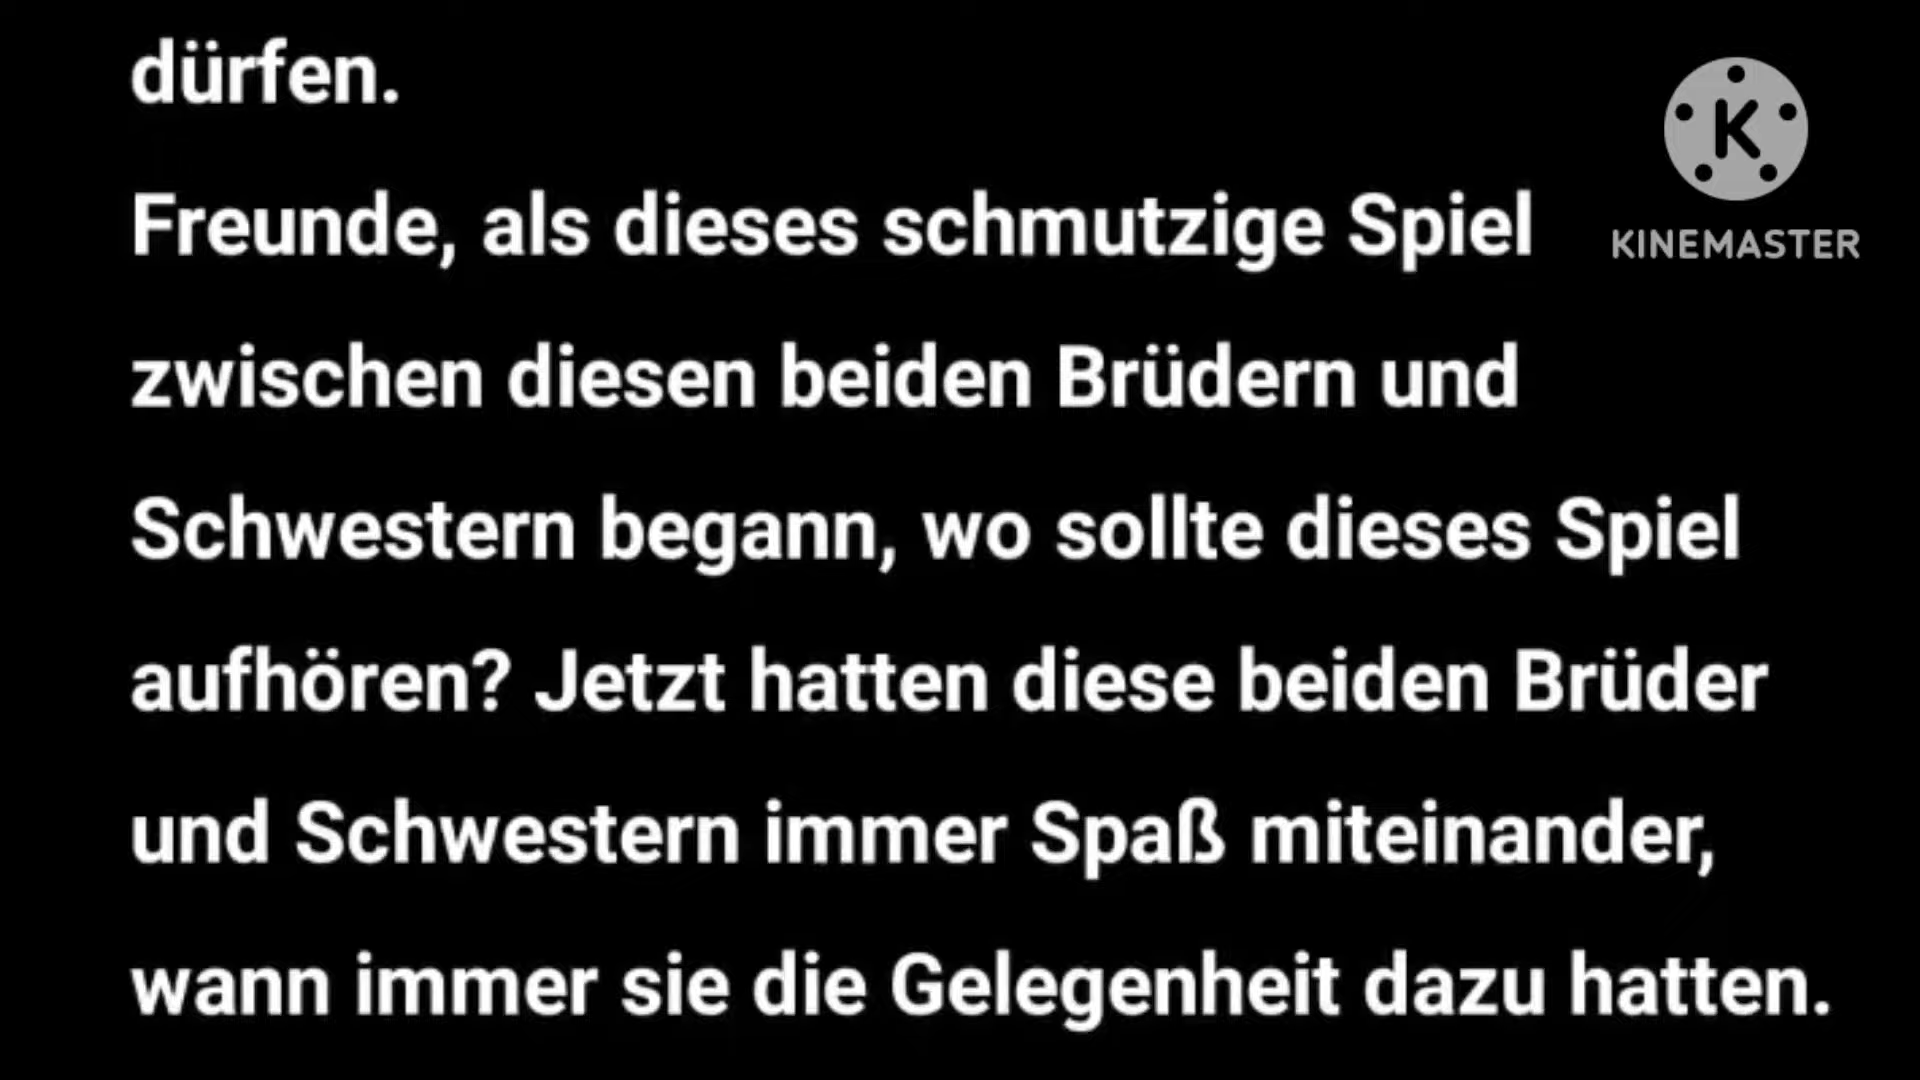 dürfen.
Freunde, als dieses schmutzige Spiel
zwischen diesen beiden Brüdern und
Schwestern begann, wo sollte dieses Spiel
aufhören? Jetzt hatten diese beiden Brüder
und Schwestern immer Spaß miteinander,
wann immer sie die Gelegenheit dazu hatten.
K
KINEMASTER